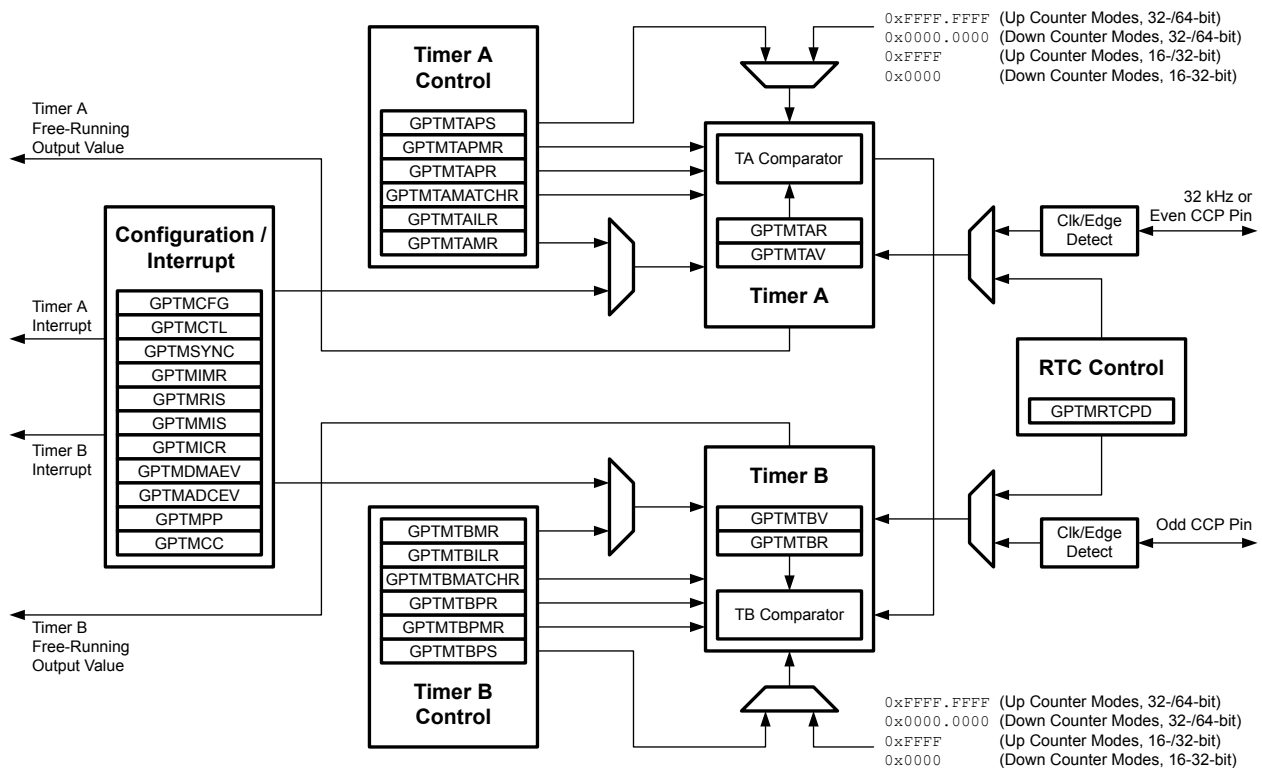 0xFFFF.FFFF (Up Counter Modes, 32-/64-bit)
0x0000.0000 (Down Counter Modes, 32-/64-bit)
0xFFFF (Up Counter Modes, 16-/32-bit)
0x0000 (Down Counter Modes, 16-32-bit)
Timer A
Control
GPTMTAPS
GPTMTAPMR
GPTMTAPR
GPTMTAMATCHR
GPTMTAILR
GPTMTAMR
Timer A
Free-Running
Output Value
TA Comparator
GPTMTAR
GPTMTAV
Timer A
32 kHz or
Even CCP Pin
Clk/Edge
Detect
Configuration /
Interrupt
GPTMCFG
GPTMCTL
GPTMSYNC
GPTMIMR
GPTMRIS
GPTMMIS
GPTMICR
GPTMDMAEV
GPTMADCEV
GPTMPP
GPTMCC
Timer A
Interrupt
Timer B
Interrupt
RTC Control
GPTMRTCPD
Timer B
GPTMTBV
GPTMTBR
TB Comparator
Clk/Edge
Detect
Odd CCP Pin
GPTMTBMR
GPTMTBILR
GPTMTBMATCHR
GPTMTBPR
GPTMTBPMR
GPTMTBPS
Timer B
Control
Timer B
Free-Running
Output Value
0xFFFF.FFFF (Up Counter Modes, 32-/64-bit)
0x0000.0000 (Down Counter Modes, 32-/64-bit)
0xFFFF (Up Counter Modes, 16-/32-bit)
0x0000 (Down Counter Modes, 16-32-bit)